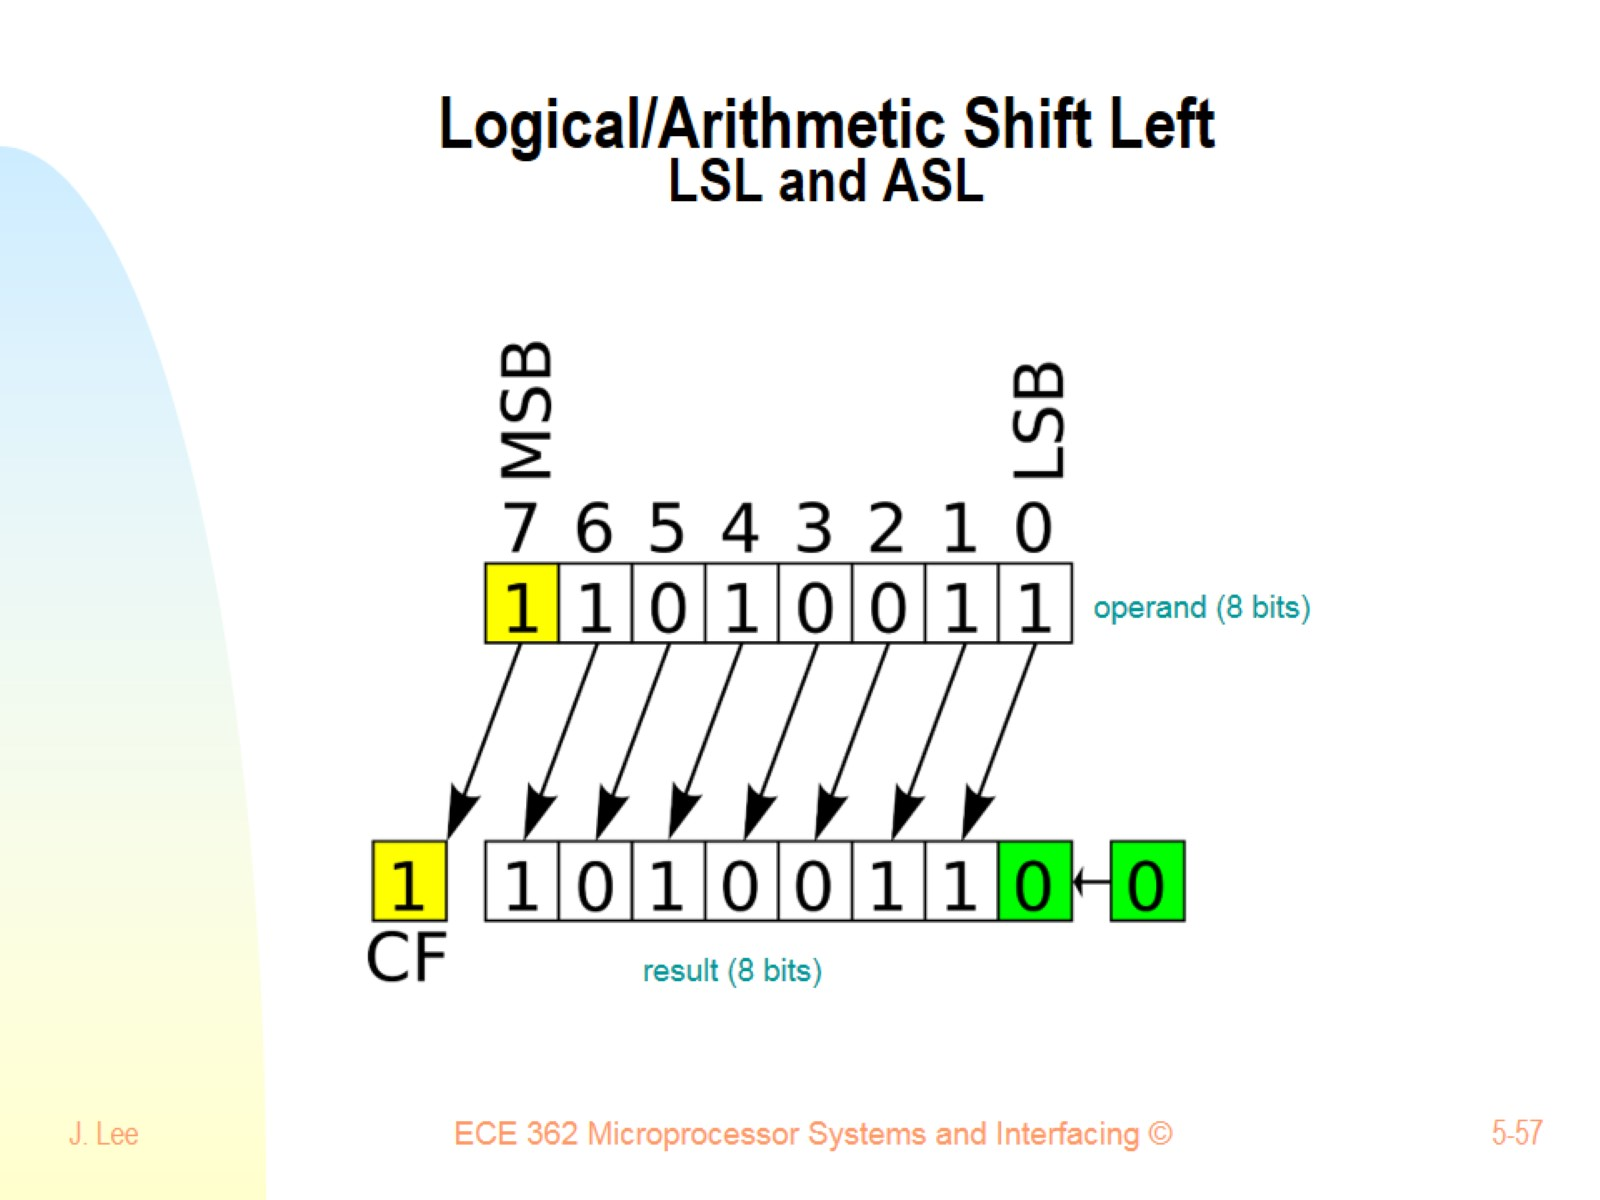 Logical/Arithmetic Shift Left
LSL and ASL
MSB LSB
7 6 5 4 3 2 1 0
1 1 0 1 0 0 1 1 operand (8 bits)
1 1 0 1 0 0 1 1 0 0
CF
result (8 bits)
J. Lee ECE 362 Microprocessor Systems and Interfacing © 5-57